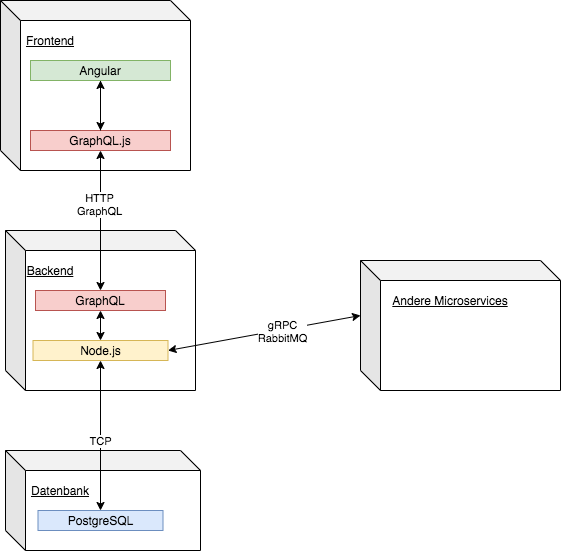 Frontend
Angular
GraphQL.js
HTTP
GraphQL
Backend
GraphQL
Node.js
gRPC
RabbitMQ
Andere Microservices
TCP
Datenbank
PostgreSQL